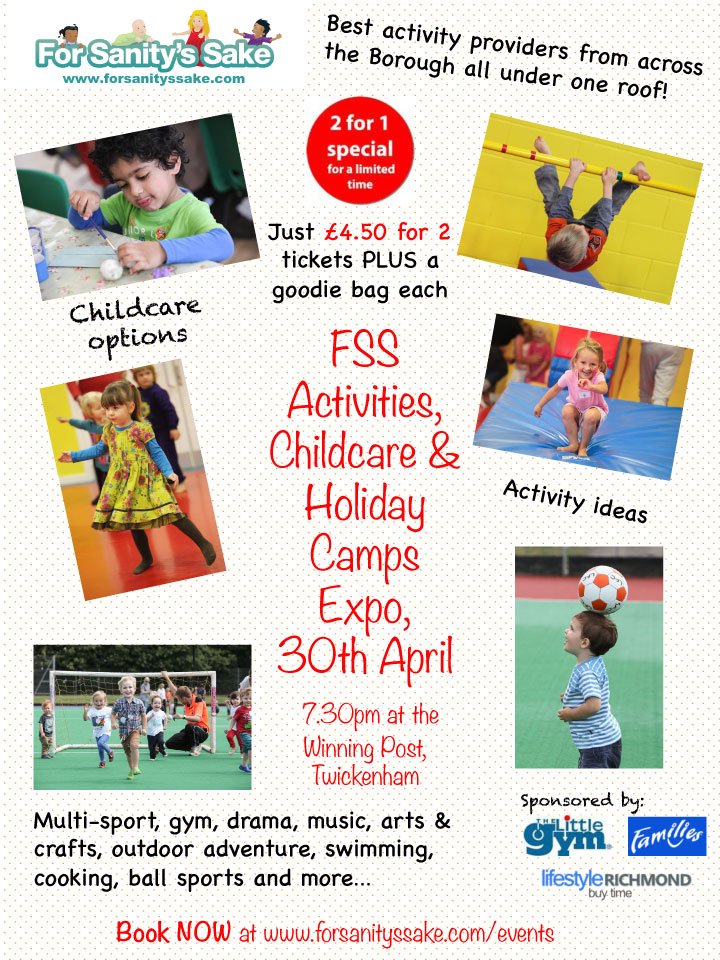 For Sanity's Sake
www.forsanityssake.com
Best activity providers from across
the Borough all under one roof!
2 for 1
special
for a limited
time
Just £4.50 for 2
tickets PLUS a
goodie bag each
Childcare
options
FSS
Activities,
Childcare &
Holiday
Camps
Expo,
30th April
7.30pm at the
Winning Post,
Twickenham
Activity ideas
Multi-sport, gym, drama, music, arts &
crafts, outdoor adventure, swimming,
cooking, ball sports and more...
Sponsored by:
THE Little
gym
Families
lifestyleRICHMOND
buy time
Book NOW at www.forsanityssake.com/events